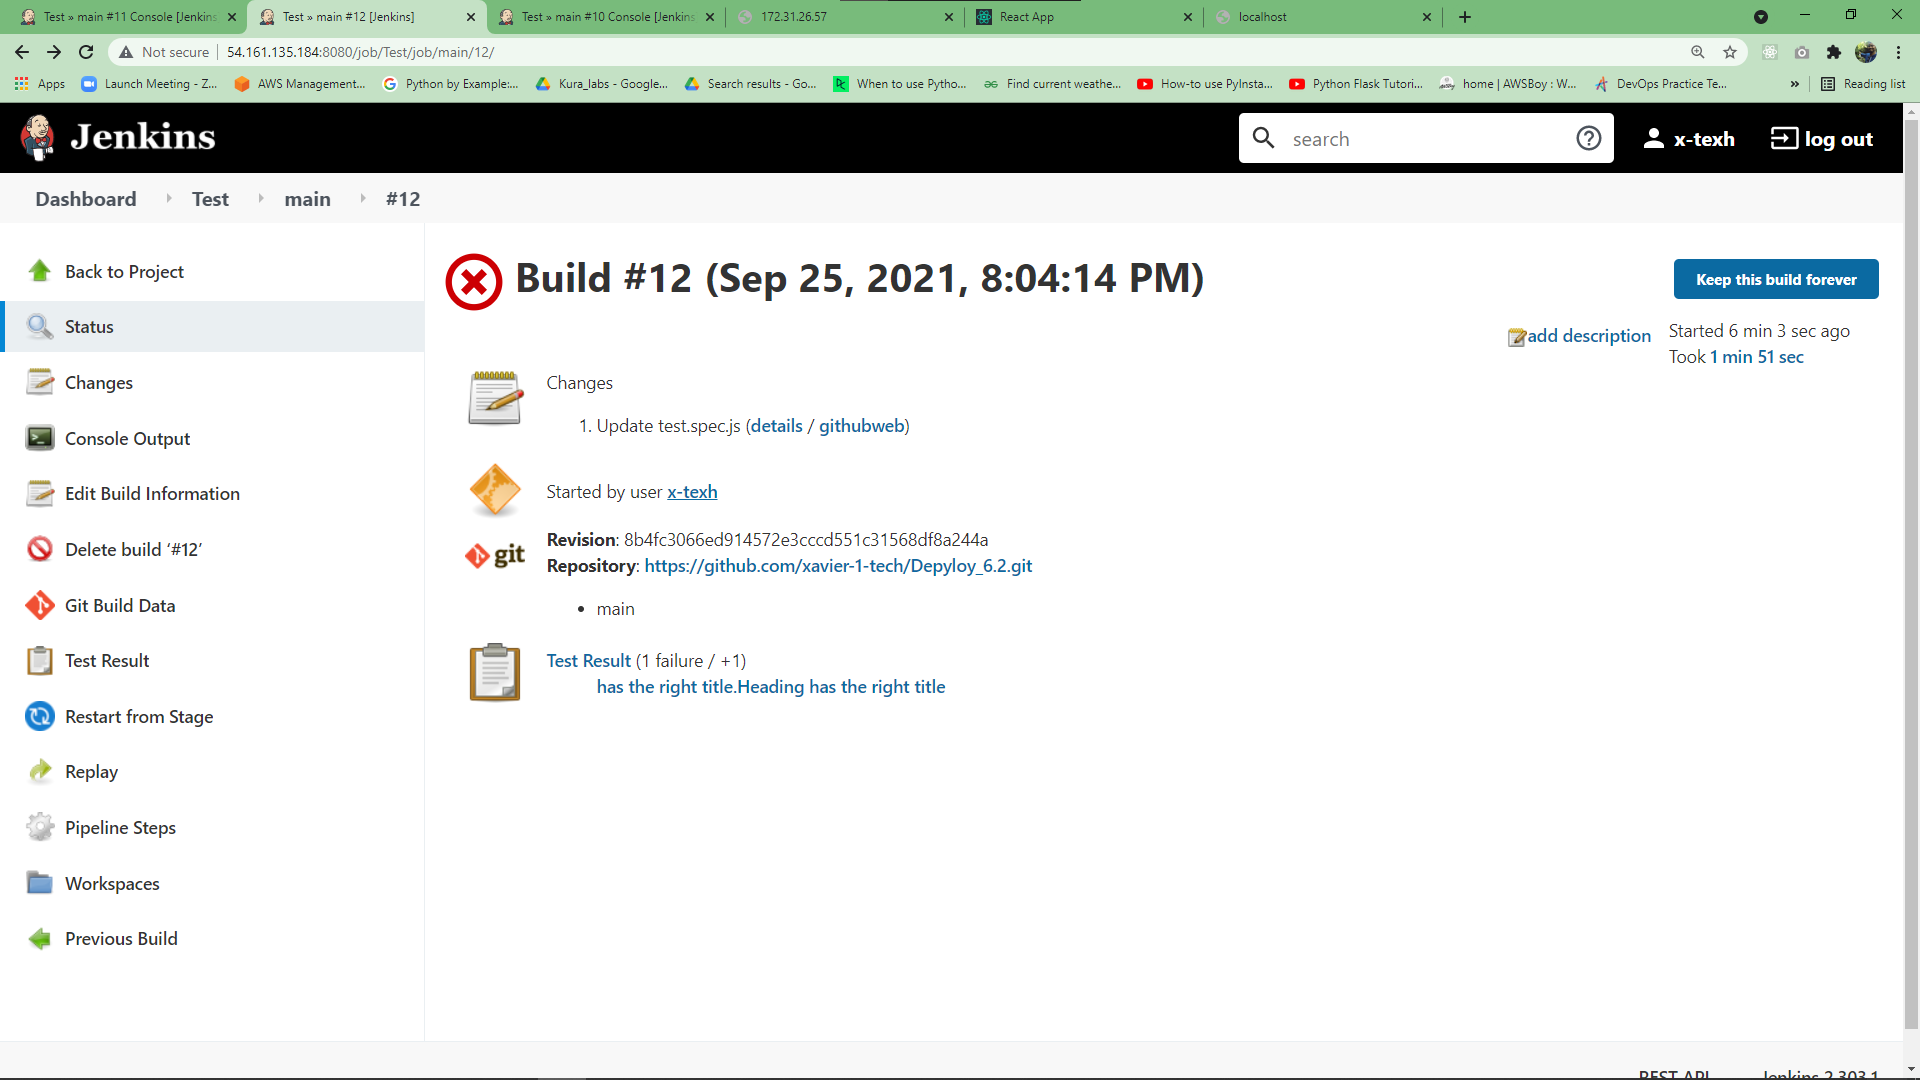 Test » main #11 Console [Jenkins
Test » main #12 [Jenkins]
Test » main #10 Console [Jenkins
172.31.26.57
React App
localhost
Not secure
54.161.135.184:8080/job/Test/job/main/12/
Apps
Launch Meeting - Z...
AWS Management...
Python by Example:...
Kura_labs - Google...
Search results - Go...
When to use Pytho...
Find current weathe...
How-to use PyInsta...
Python Flask Tutori...
home | AWSBoy : W...
DevOps Practice Te...
»
Reading list
Jenkins
search
x-texh
log out
Dashboard
Test
main
#12
Back to Project
Status
Changes
Console Output
Edit Build Information
Delete build ‘#12’
Git Build Data
Test Result
Restart from Stage
Replay
Pipeline Steps
Workspaces
Previous Build
Build #12 (Sep 25, 2021, 8:04:14 PM)
Keep this build forever
add description
Started 6 min 3 sec ago
Took 1 min 51 sec
Changes
1. Update test.spec.js (details / githubweb)
Started by user x-texh
git
Revision: 8b4fc3066ed914572e3cccd551c31568df8a244a
Repository: https://github.com/xavier-1-tech/Depyloy_6.2.git
• main
Test Result (1 failure / +1)
has the right title.Heading has the right title
REST API
Jenkins 2.303.1